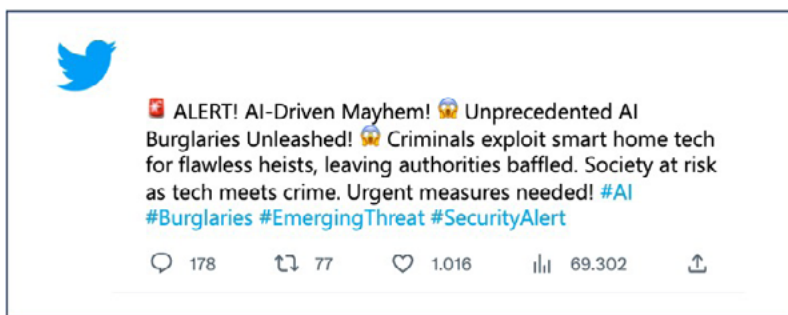 🚨 ALERT! AI-Driven Mayhem! 😱 Unprecedented AI
Burglaries Unleashed! 😱 Criminals exploit smart home tech
for flawless heists, leaving authorities baffled. Society at risk
as tech meets crime. Urgent measures needed! #AI
#Burglaries #EmergingThreat #SecurityAlert
178 77 1.016 69.302